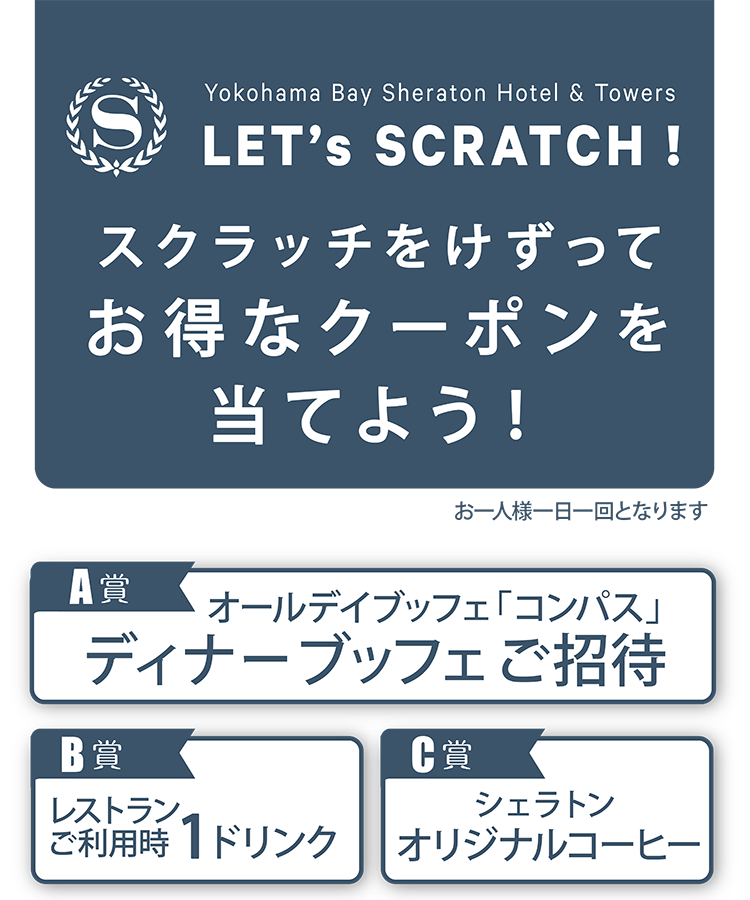 S
Yokohama Bay Sheraton Hotel & Towers
LET’s SCRATCH !
スクラッチをけずって
お得なクーポンを
当てよう!
お一人様一日一回となります
A賞
オールデイブッフェ「コンパス」
ディナーブッフェ ご招待
B賞
レストラン
ご利用時 1ドリンク
C賞
シェラトン
オリジナルコーヒー